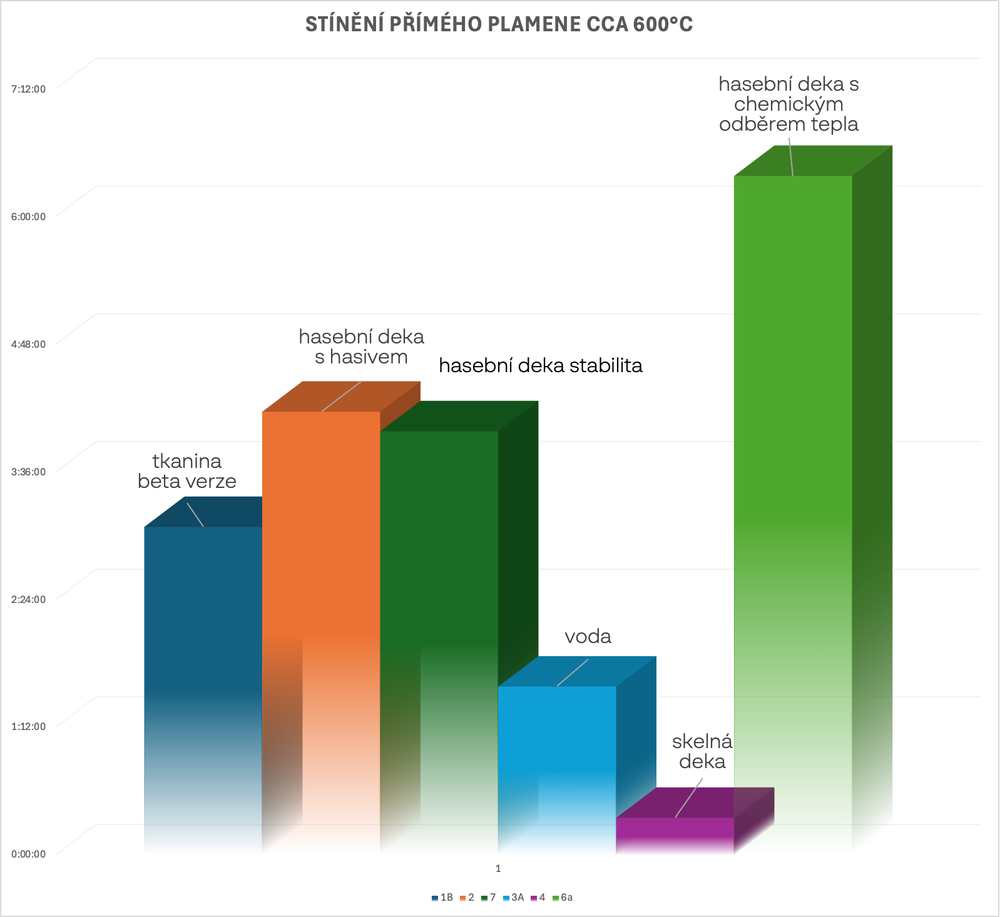 STÍNĚNÍ PŘÍMÉHO PLAMENE CCA 600°C
7:12:00
6:00:00
4:48:00
3:36:00
2:24:00
1:12:00
0:00:00
hasební deka s
chemickým
odběrem tepla
hasební deka
s hasivem
hasební deka stabilita
tkanina
beta verze
voda
skelná
deka
1
1B 2 7 3A 4 6a